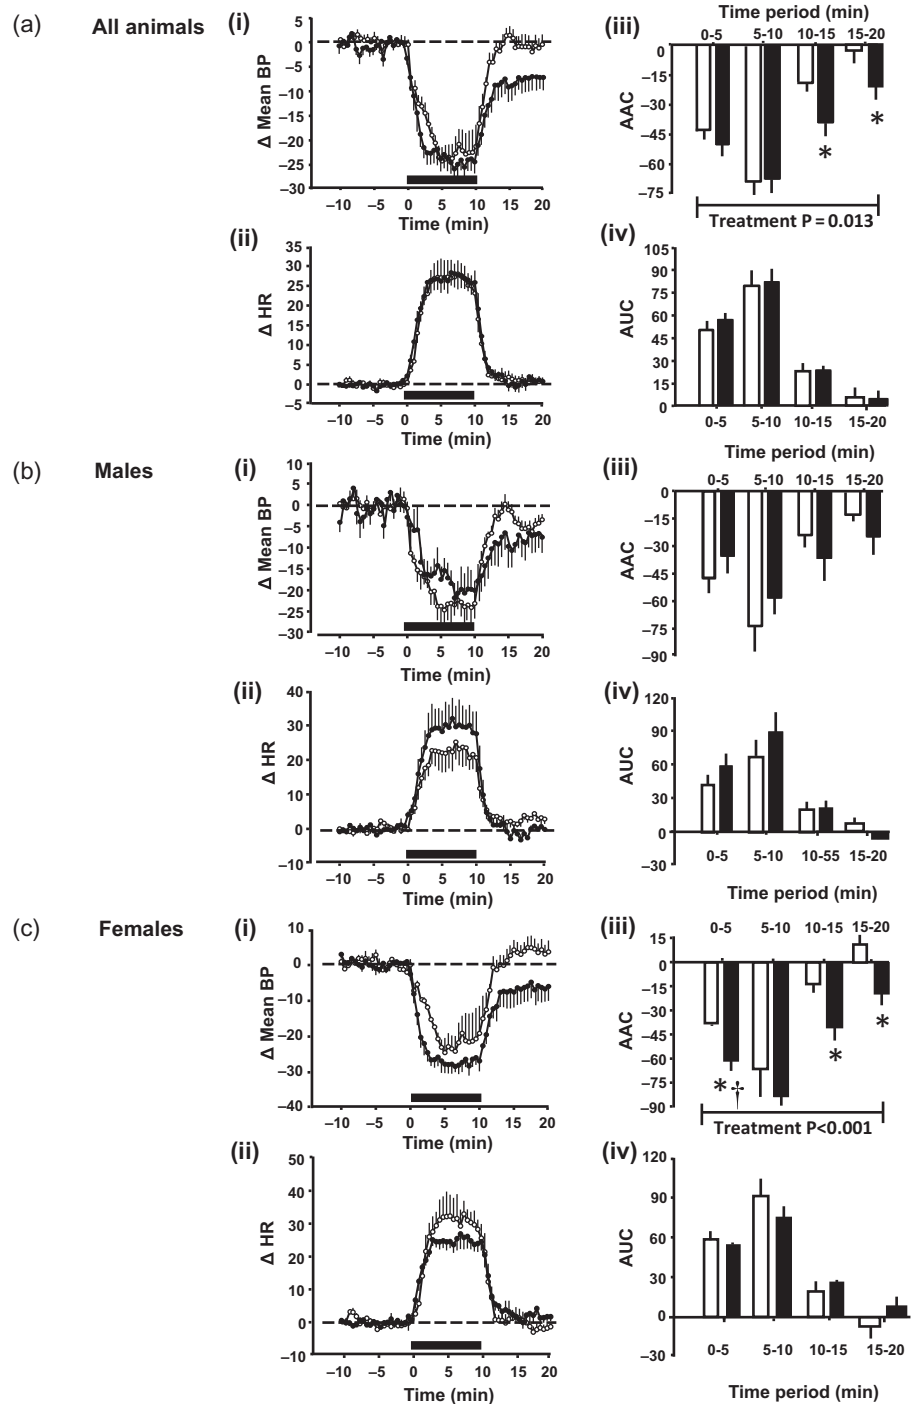 (a) All animals
(i)
Δ Mean BP
5
0
–5
–10
–15
–20
–25
–30
–10 –5 0 5 10 15 20
Time (min)
(iii)
Time period (min)
0-5 5-10 10-15 15-20
AAC
0
–15
–30
–45
–60
–75
* *
Treatment P = 0.013
(ii)
Δ HR
35
30
25
20
15
10
5
0
–5
–10 –5 0 5 10 15 20
Time (min)
(iv)
AUC
105
90
75
60
45
30
15
0
0-5 5-10 10-15 15-20
Time period (min)
(b) Males
(i)
Δ Mean BP
10
5
0
–5
–10
–15
–20
–25
–30
–10 –5 0 5 10 15 20
Time (min)
(iii)
0-5 5-10 10-15 15-20
AAC
0
–15
–30
–45
–60
–75
–90
(ii)
Δ HR
40
30
20
10
0
–10
–10 –5 0 5 10 15 20
Time (min)
(iv)
AUC
120
90
60
30
0
–30
0-5 5-10 10-55 15-20
Time period (min)
(c) Females
(i)
Δ Mean BP
10
0
–10
–20
–30
–40
–10 –5 0 5 10 15 20
Time (min)
(iii)
0-5 5-10 10-15 15-20
AAC
15
0
–15
–30
–45
–60
–75
–90
*† * *
Treatment P<0.001
(ii)
Δ HR
50
40
30
20
10
0
–10
–10 –5 0 5 10 15 20
Time (min)
(iv)
AUC
120
90
60
30
0
–30
0-5 5-10 10-15 15-20
Time period (min)